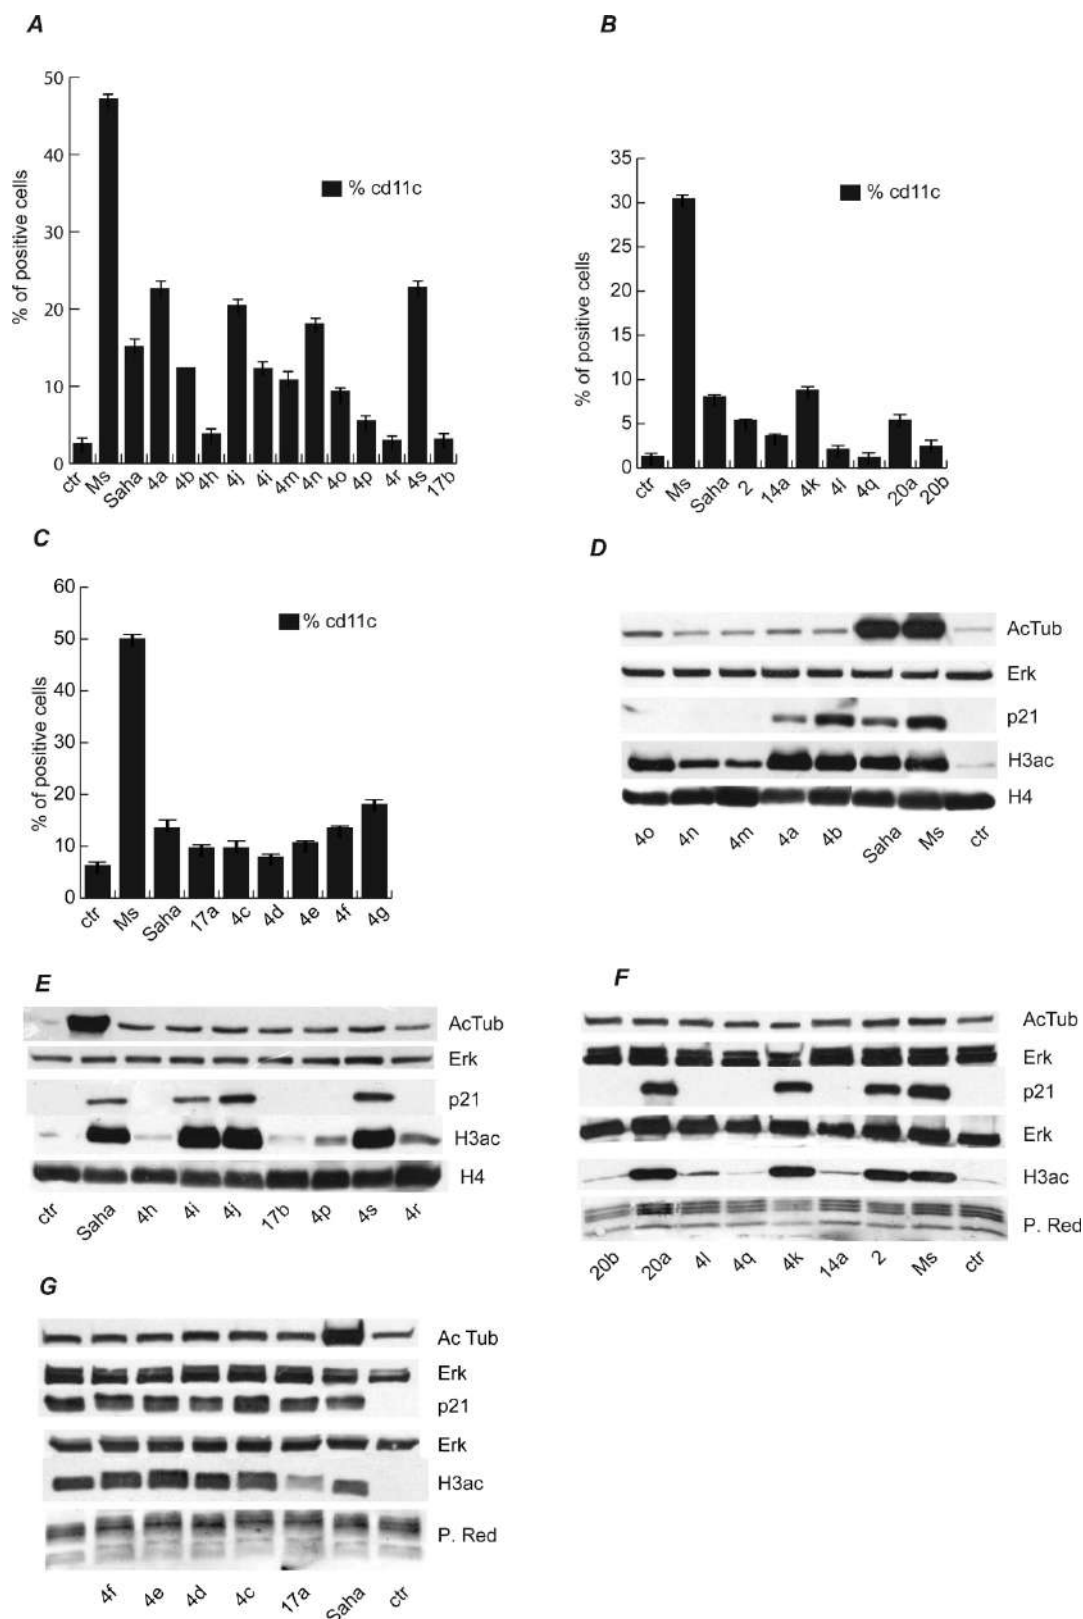 A
50
40
30
20
10
0
% of positive cells
% cd11c
ctr Ms Saha 4a 4b 4h 4j 4i 4m 4n 4o 4p 4r 4s 17b
B
35
30
25
20
15
10
5
0
% of positive cells
% cd11c
ctr Ms Saha 2 14a 4k 4l 4q 20a 20b
C
60
50
40
30
20
10
0
% of positive cells
% cd11c
ctr Ms Saha 17a 4c 4d 4e 4f 4g
D
AcTub
Erk
p21
H3ac
H4
4o 4n 4m 4a 4b Saha Ms ctr
E
AcTub
Erk
p21
H3ac
H4
ctr Saha 4h 4i 4j 17b 4p 4s 4r
F
AcTub
Erk
p21
Erk
H3ac
P. Red
20b 20a 4l 4q 4k 14a 2 Ms ctr
G
Ac Tub
Erk
p21
Erk
H3ac
P. Red
4f 4e 4d 4c 17a Saha ctr